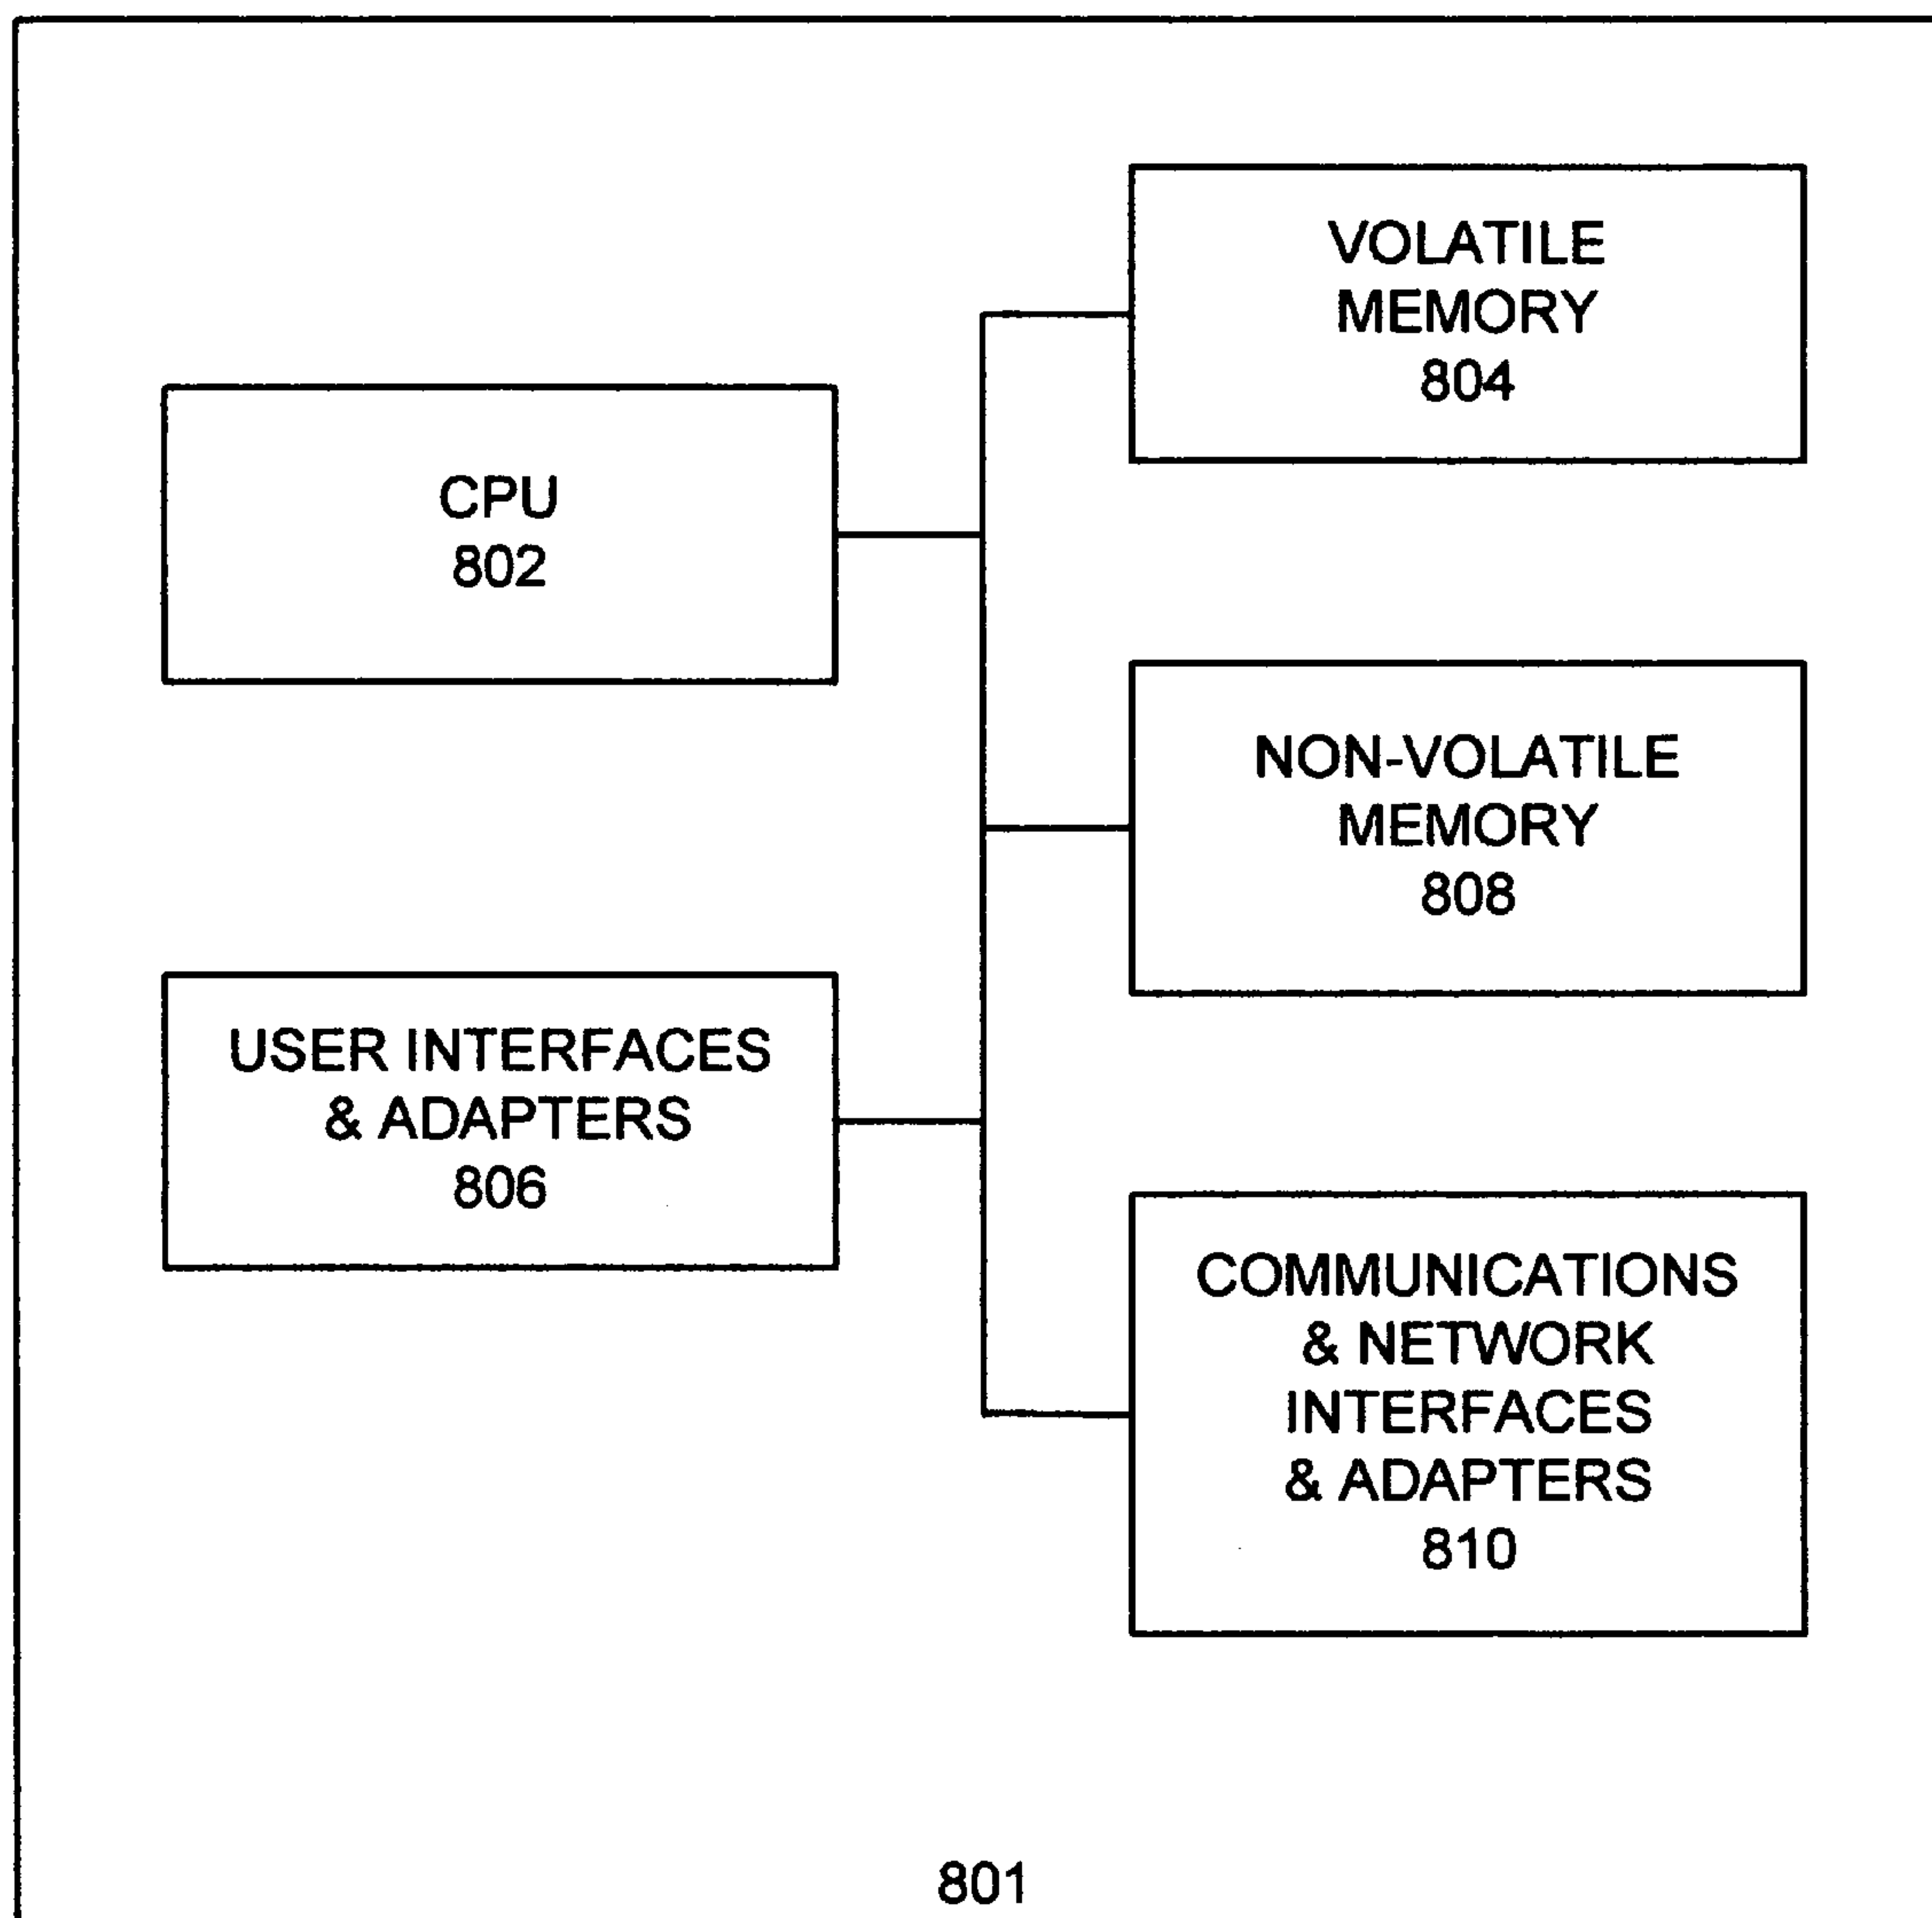 VOLATILE
MEMORY
804
CPU
802
NON-VOLATILE
MEMORY
808
USER INTERFACES
& ADAPTERS
806
COMMUNICATIONS
& NETWORK
INTERFACES
& ADAPTERS
810
801